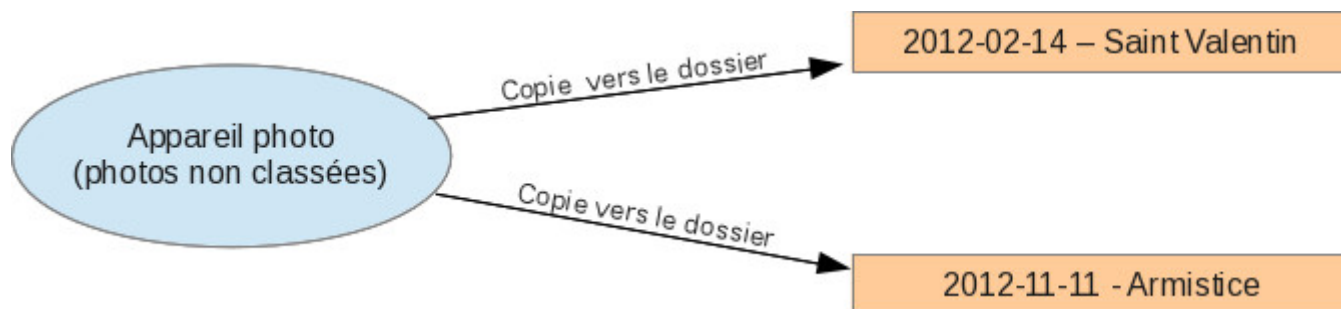 2012-02-14 – Saint Valentin
Copie vers le dossier
Appareil photo
(photos non classées)
Copie vers le dossier
2012-11-11 - Armistice